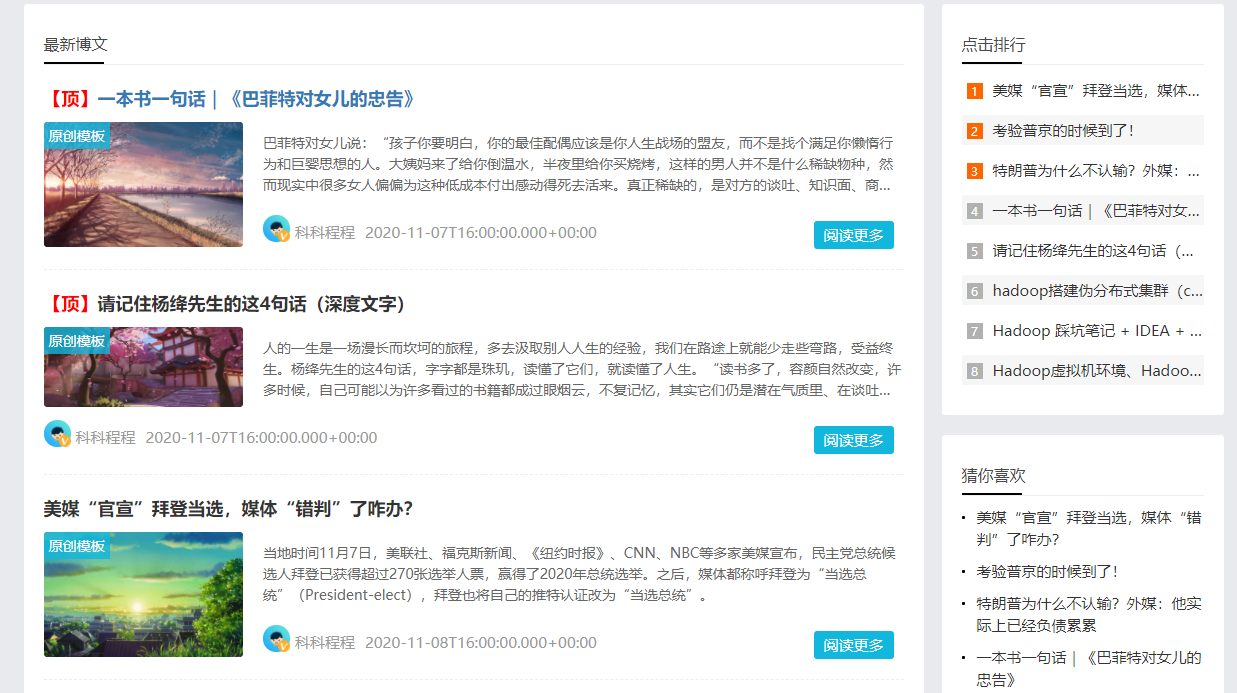 最新博文
【顶】一本书一句话｜《巴菲特对女儿的忠告》
原创模板
巴菲特对女儿说：“孩子你要明白，你的最佳配偶应该是你人生战场的盟友，而不是找个满足你懒惰行
为和巨婴思想的人。大姨妈来了给你倒温水，半夜里给你买烧烤，这样的男人并不是什么稀缺物种，然
而现实中很多女人偏偏为这种低成本付出感动得死去活来。真正稀缺的，是对方的谈吐、知识面、商...
科科程程 2020-11-07T16:00:00.000+00:00
阅读更多
【顶】请记住杨绛先生的这4句话（深度文字）
原创模板
人的一生是一场漫长而坎坷的旅程，多去汲取别人人生的经验，我们在路途上就能少走些弯路，受益终
生。杨绛先生的这4句话，字字都是珠玑，读懂了它们，就读懂了人生。“读书多了，容颜自然改变，许
多时候，自己可能以为许多看过的书籍都成过眼烟云，不复记忆，其实它们仍是潜在气质里、在谈吐...
科科程程 2020-11-07T16:00:00.000+00:00
阅读更多
美媒“官宣”拜登当选，媒体“错判”了咋办？
原创模板
当地时间11月7日，美联社、福克斯新闻、《纽约时报》、CNN、NBC等多家美媒宣布，民主党总统候
选人拜登已获得超过270张选举人票，赢得了2020年总统选举。之后，媒体都称呼拜登为“当选总
统”（President-elect），拜登也将自己的推特认证改为“当选总统”。
科科程程 2020-11-08T16:00:00.000+00:00
阅读更多
点击排行
1 美媒“官宣”拜登当选，媒体...
2 考验普京的时候到了！
3 特朗普为什么不认输？外媒：...
4 一本书一句话｜《巴菲特对女...
5 请记住杨绛先生的这4句话（...
6 hadoop搭建伪分布式集群（c...
7 Hadoop 踩坑笔记 + IDEA + ...
8 Hadoop虚拟机环境、Hadoo...
猜你喜欢
美媒“官宣”拜登当选，媒体“错
判”了咋办？
考验普京的时候到了！
特朗普为什么不认输？外媒：他实
际上已经负债累累
一本书一句话｜《巴菲特对女儿的
忠告》